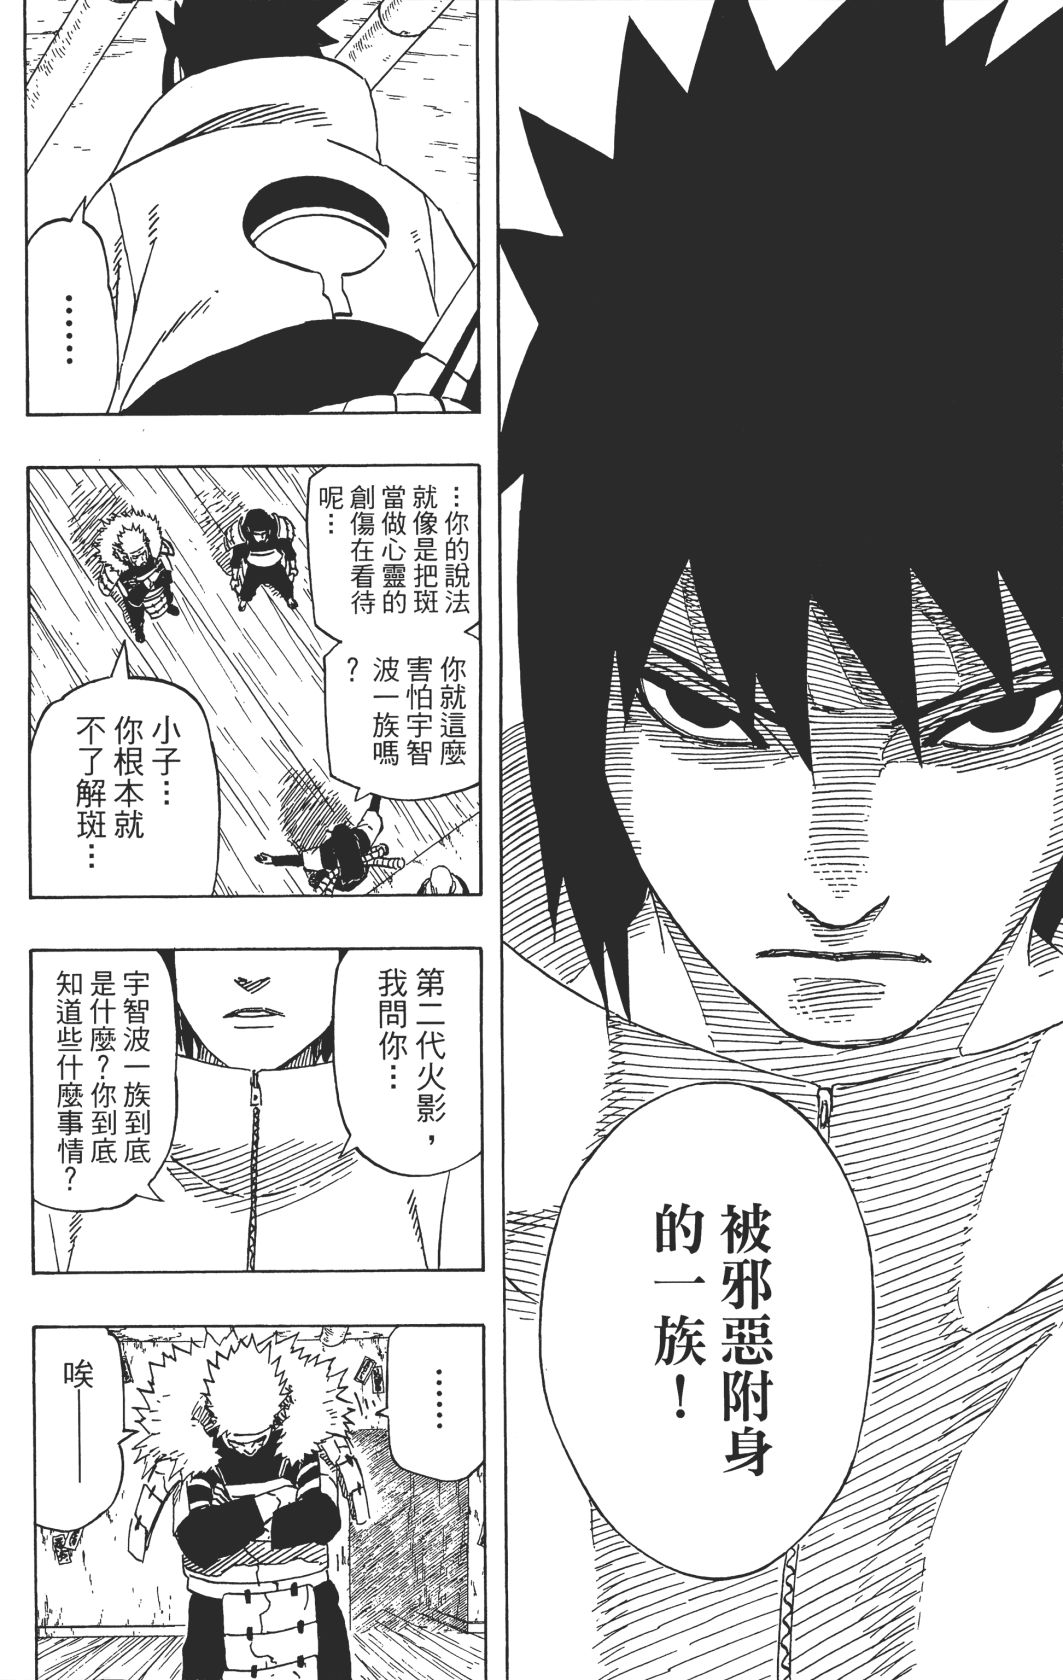 被邪惡附身
的一族！
……
…你的說法
就像是把斑
當做心靈的
創傷在看待
呢…
你就這麼
害怕宇智
波一族嗎
？
小子…
你根本就
不了解斑…
第二代火影，
我問你…
宇智波一族到底
是什麼？你到底
知道些什麼事情？
……
唉——